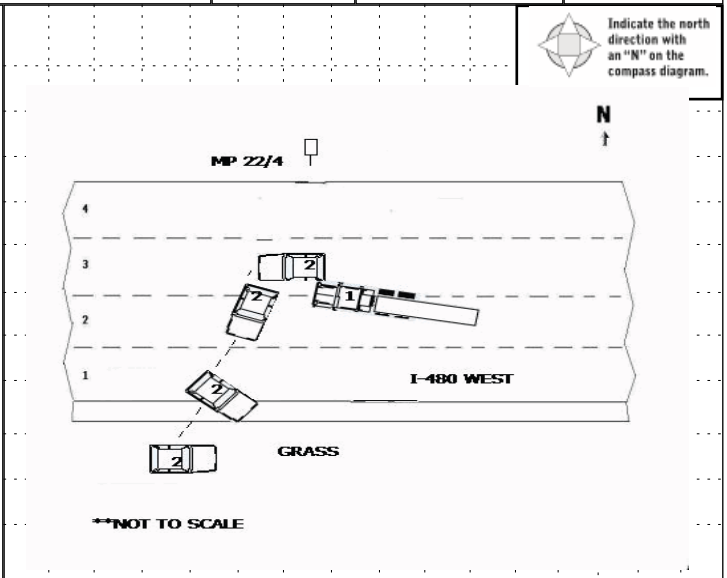 Indicate the north
direction with
an "N" on the
compass diagram.
N
MP 22/4
4
3
2
2
1
2
2
1
2
I-480 WEST
GRASS
2
**NOT TO SCALE